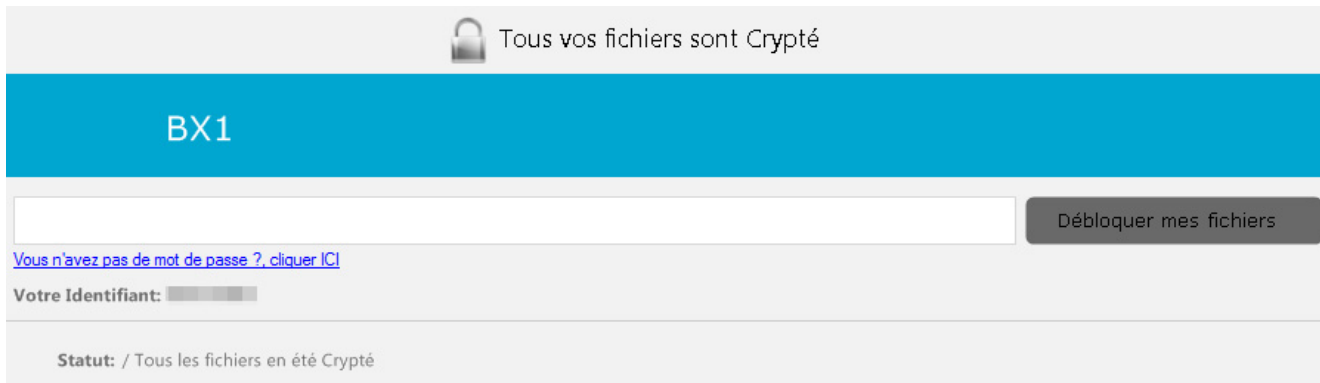 Tous vos fichiers sont Crypté
BX1
Débloquer mes fichiers
Vous n'avez pas de mot de passe ?, cliquer ICI
Votre Identifiant:
Statut: / Tous les fichiers en été Crypté